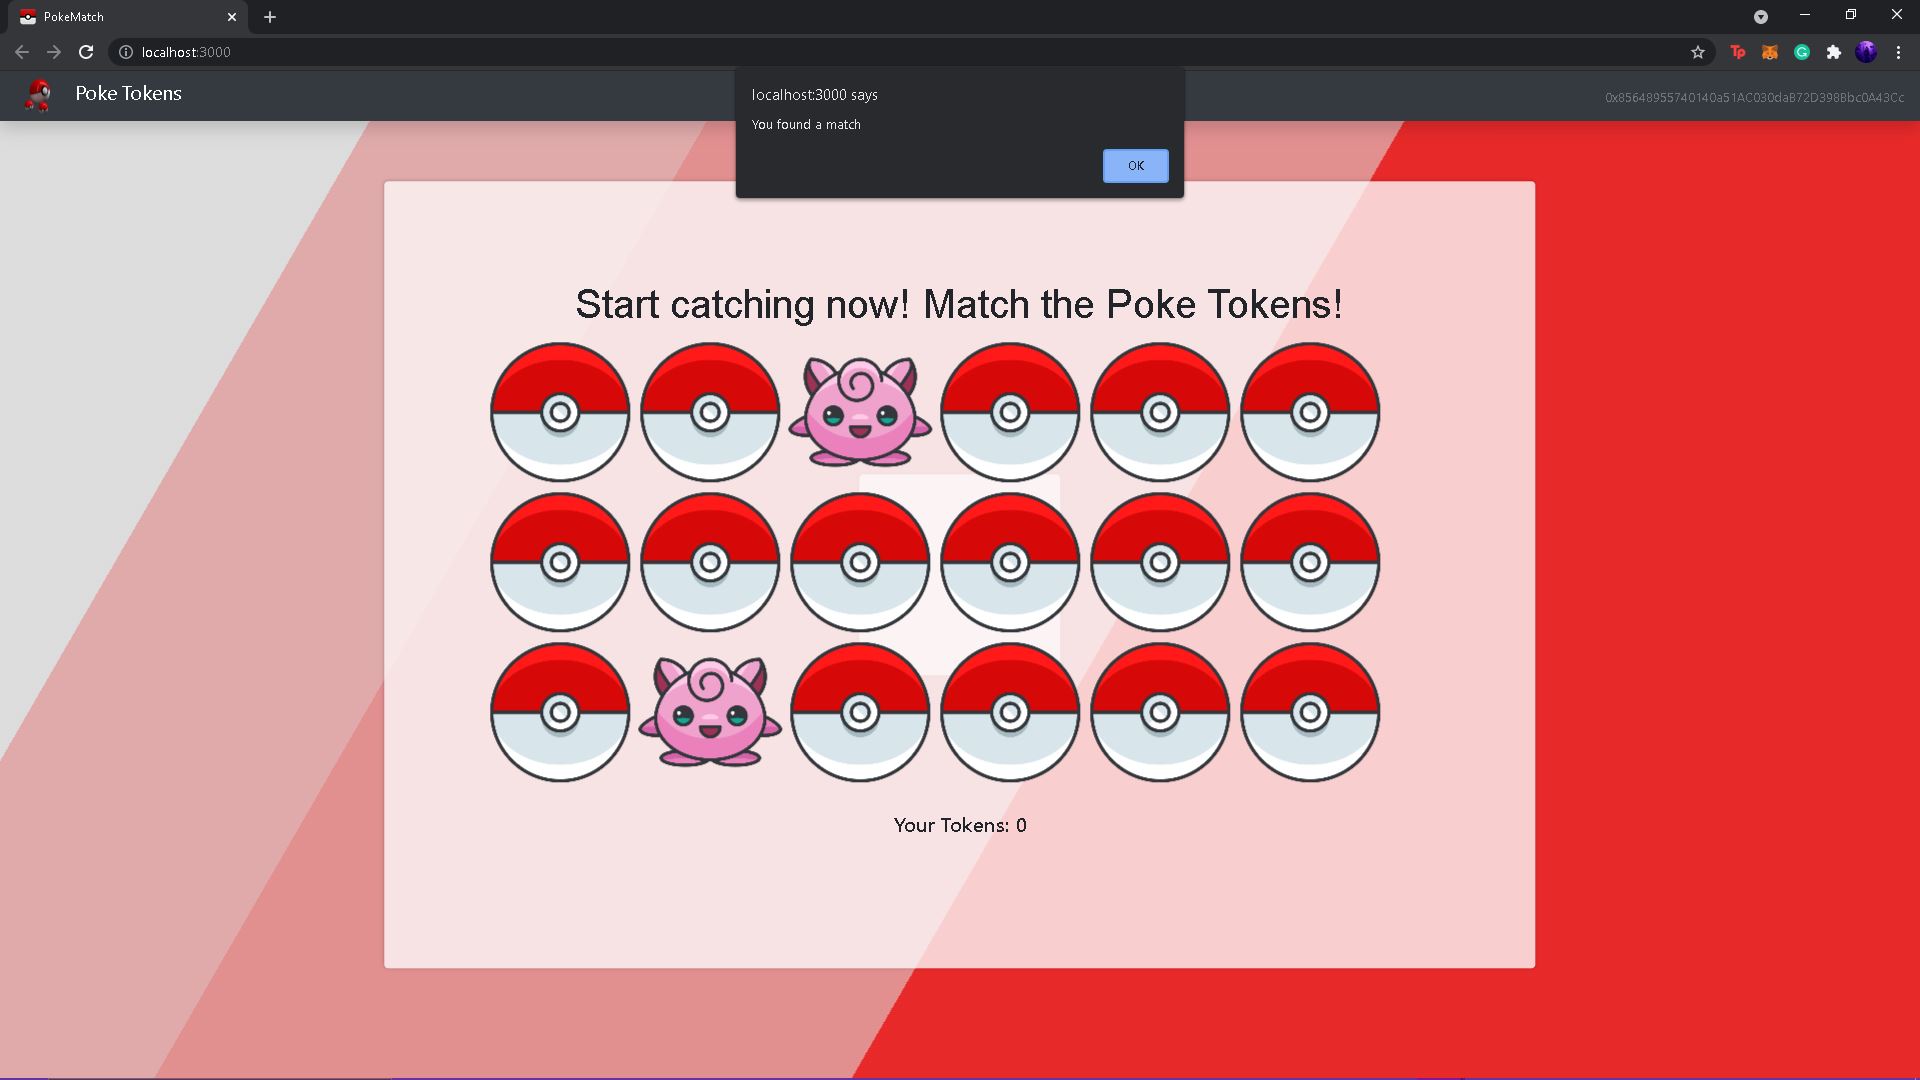 PokeMatch
localhost:3000
Tp
Poke Tokens
localhost:3000 says
You found a match
OK
0x85648955740140a51AC030daB72D398Bbc0A43Cc
Start catching now! Match the Poke Tokens!
Your Tokens: 0